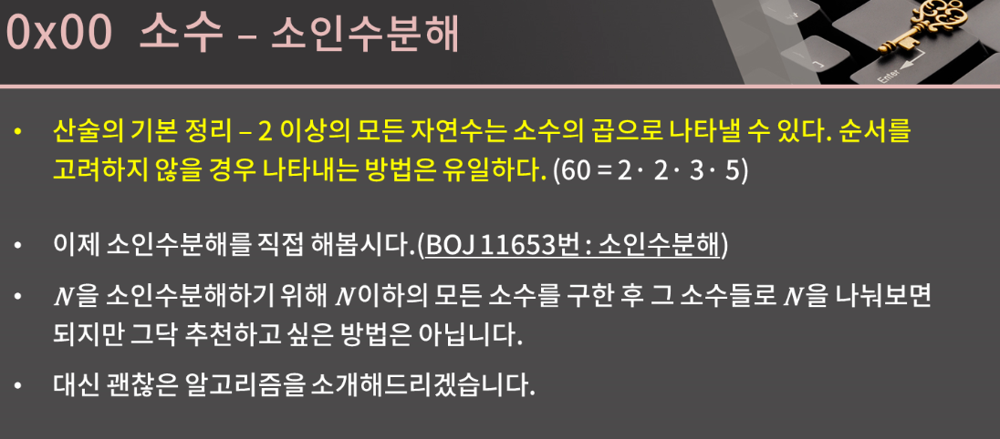 0x00 소수 – 소인수분해
Enter
• 산술의 기본 정리 – 2 이상의 모든 자연수는 소수의 곱으로 나타낼 수 있다. 순서를
고려하지 않을 경우 나타내는 방법은 유일하다. (60 = 2· 2· 3· 5)
• 이제 소인수분해를 직접 해봅시다.(BOJ 11653번 : 소인수분해)
• N을 소인수분해하기 위해 N이하의 모든 소수를 구한 후 그 소수들로 N을 나눠보면
되지만 그닥 추천하고 싶은 방법은 아닙니다.
• 대신 괜찮은 알고리즘을 소개해드리겠습니다.